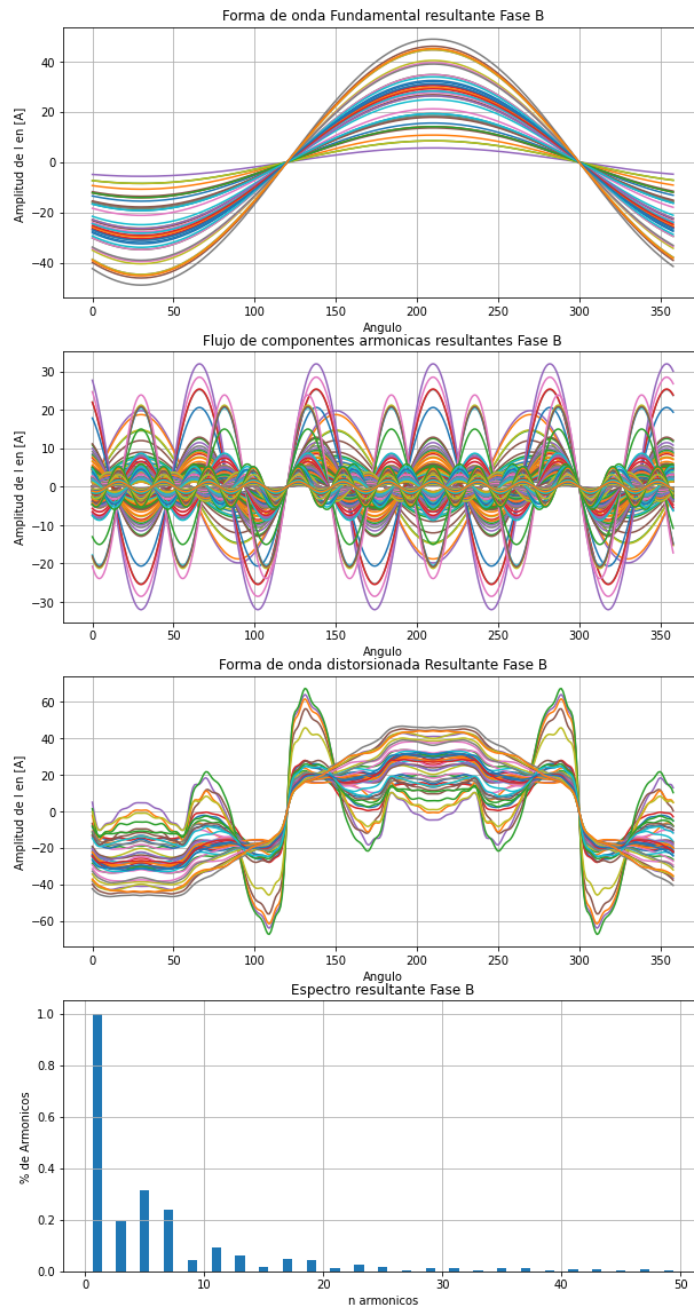 Forma de onda Fundamental resultante Fase B
Amplitud de I en [A]
40
20
0
−20
−40
0 50 100 150 200 250 300 350
Angulo
Flujo de componentes armonicas resultantes Fase B
Amplitud de I en [A]
30
20
10
0
−10
−20
−30
0 50 100 150 200 250 300 350
Angulo
Forma de onda distorsionada Resultante Fase B
Amplitud de I en [A]
60
40
20
0
−20
−40
−60
0 50 100 150 200 250 300 350
Angulo
Espectro resultante Fase B
% de Armonicos
1.0
0.8
0.6
0.4
0.2
0.0
0 10 20 30 40 50
n armonicos